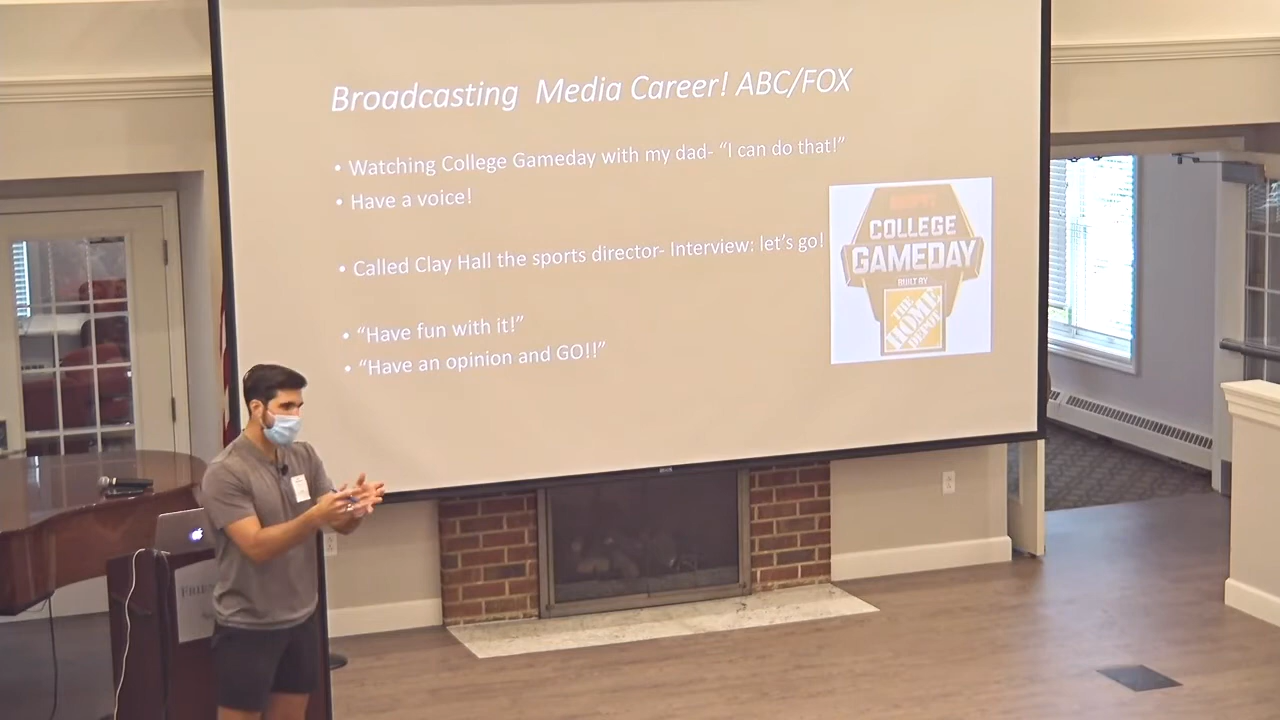 Broadcasting Media Career! ABC/FOX
• Watching College Gameday with my dad- “I can do that!”
• Have a voice!
• Called Clay Hall the sports director- Interview: let’s go!
• “Have fun with it!”
• “Have an opinion and GO!!”
COLLEGE
GAMEDAY
BUILT BY
THE
HOME
DEPOT